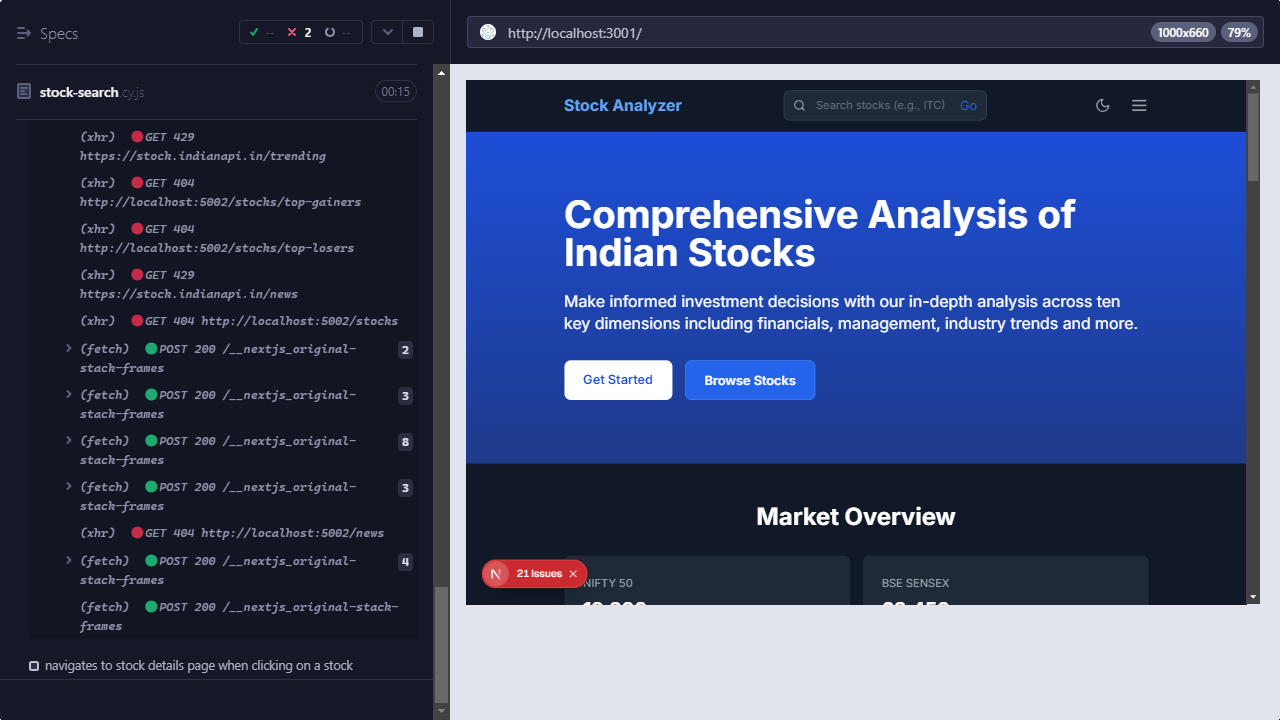 Specs
--
2
--
http://localhost:3001/
1000x660
79%
stock-search.cy.js
00:15
(xhr) GET 429
https://stock.indianapi.in/trending
(xhr) GET 404
http://localhost:5002/stocks/top-gainers
(xhr) GET 404
http://localhost:5002/stocks/top-losers
(xhr) GET 429
https://stock.indianapi.in/news
(xhr) GET 404 http://localhost:5002/stocks
(fetch) POST 200 /__nextjs_original-
stack-frames
2
(fetch) POST 200 /__nextjs_original-
stack-frames
3
(fetch) POST 200 /__nextjs_original-
stack-frames
8
(fetch) POST 200 /__nextjs_original-
stack-frames
3
(xhr) GET 404 http://localhost:5002/news
(fetch) POST 200 /__nextjs_original-
stack-frames
4
(fetch) POST 200 /__nextjs_original-stack-
frames
navigates to stock details page when clicking on a stock
Stock Analyzer
Search stocks (e.g., ITC)
Go
Comprehensive Analysis of
Indian Stocks
Make informed investment decisions with our in-depth analysis across ten
key dimensions including financials, management, industry trends and more.
Get Started
Browse Stocks
Market Overview
N
21 Issues
NIFTY 50
BSE SENSEX